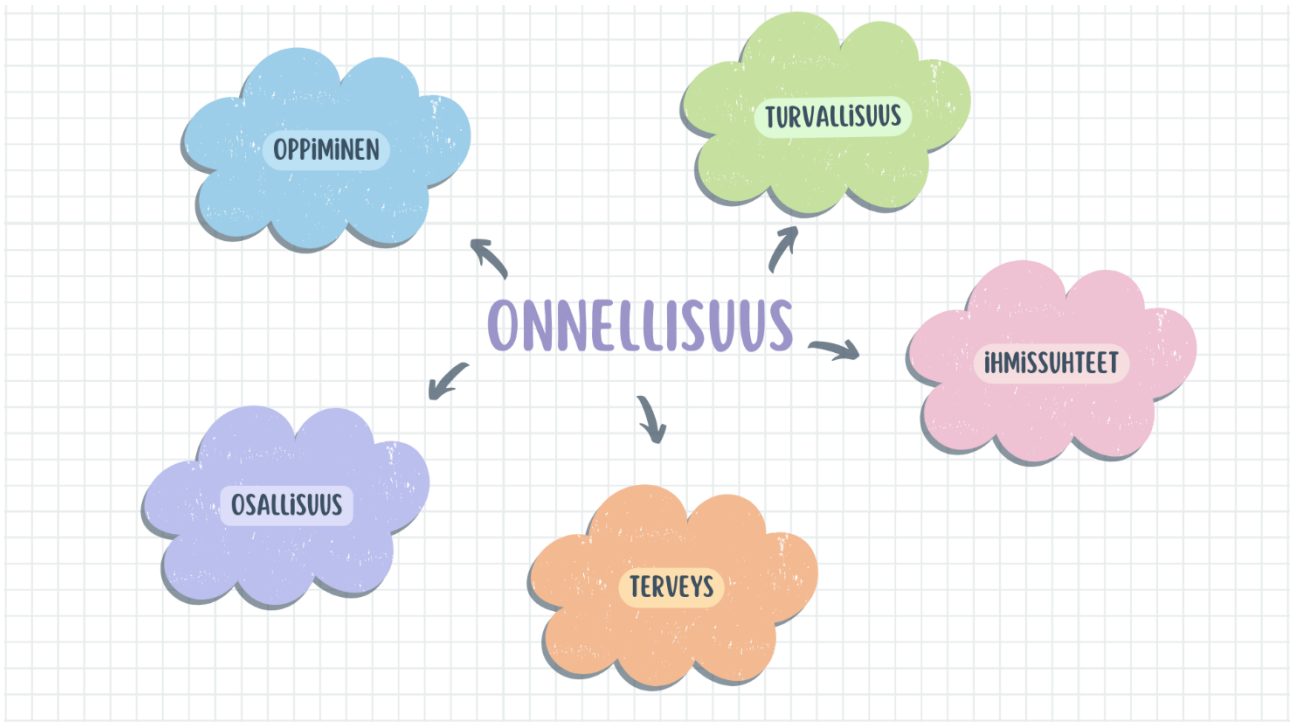 OPPIMINEN
TURVALLISUUS
ONNELLISUUS
IHMISSUHTEET
OSALLISUUS
TERVEYS